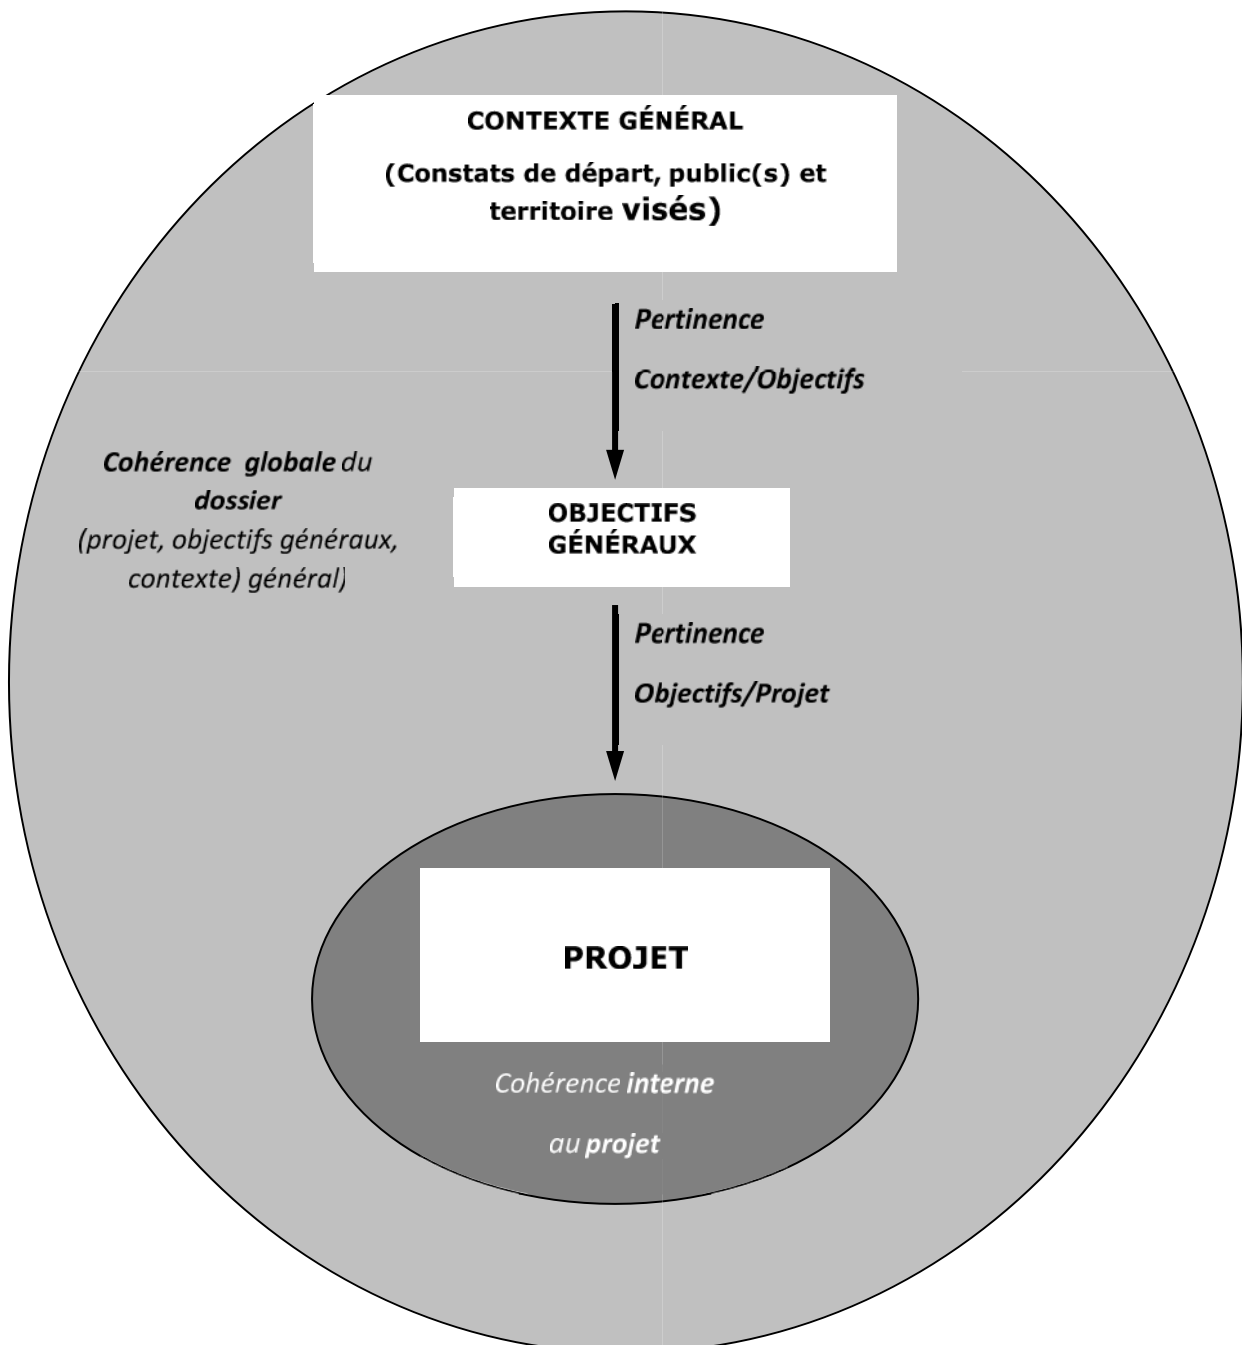 CONTEXTE GÉNÉRAL
(Constats de départ, public(s) et
territoire visés)
Pertinence
Contexte/Objectifs
Cohérence globale du
dossier
(projet, objectifs généraux,
contexte) général)
OBJECTIFS
GÉNÉRAUX
Pertinence
Objectifs/Projet
PROJET
Cohérence interne
au projet